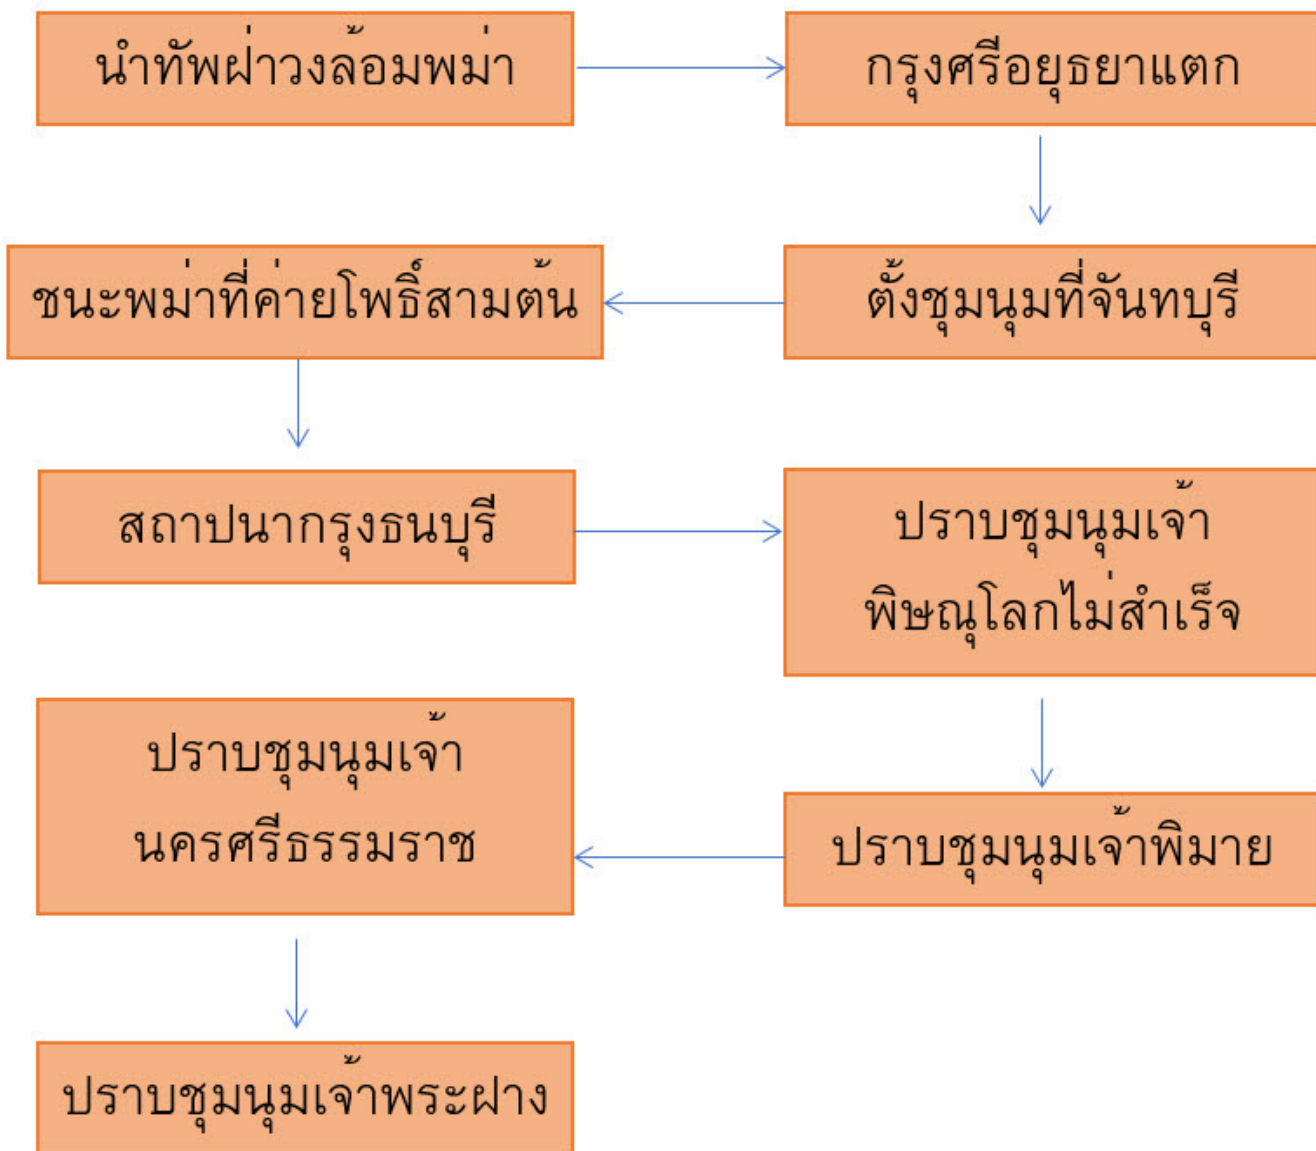 นำทัพฝ่าวงล้อมพม่า
กรุงศรีอยุธยาแตก
ตั้งชุมนุมที่จันทบุรี
ชนะพม่าที่ค่ายโพธิ์สามต้น
สถาปนากรุงธนบุรี
ปราบชุมนุมเจ้า
พิษณุโลกไม่สำเร็จ
ปราบชุมนุมเจ้าพิมาย
ปราบชุมนุมเจ้า
นครศรีธรรมราช
ปราบชุมนุมเจ้าพระฝาง